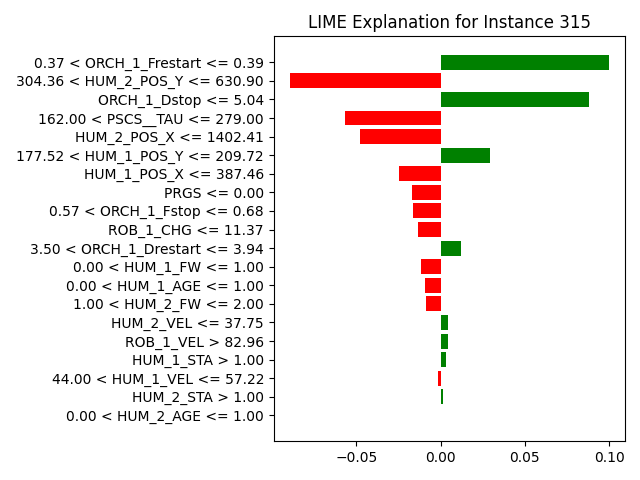 LIME Explanation for Instance 315
0.37 < ORCH_1_Frestart <= 0.39
304.36 < HUM_2_POS_Y <= 630.90
ORCH_1_Dstop <= 5.04
162.00 < PSCS__TAU <= 279.00
HUM_2_POS_X <= 1402.41
177.52 < HUM_1_POS_Y <= 209.72
HUM_1_POS_X <= 387.46
PRGS <= 0.00
0.57 < ORCH_1_Fstop <= 0.68
ROB_1_CHG <= 11.37
3.50 < ORCH_1_Drestart <= 3.94
0.00 < HUM_1_FW <= 1.00
0.00 < HUM_1_AGE <= 1.00
1.00 < HUM_2_FW <= 2.00
HUM_2_VEL <= 37.75
ROB_1_VEL > 82.96
HUM_1_STA > 1.00
44.00 < HUM_1_VEL <= 57.22
HUM_2_STA > 1.00
0.00 < HUM_2_AGE <= 1.00
−0.05 0.00 0.05 0.10